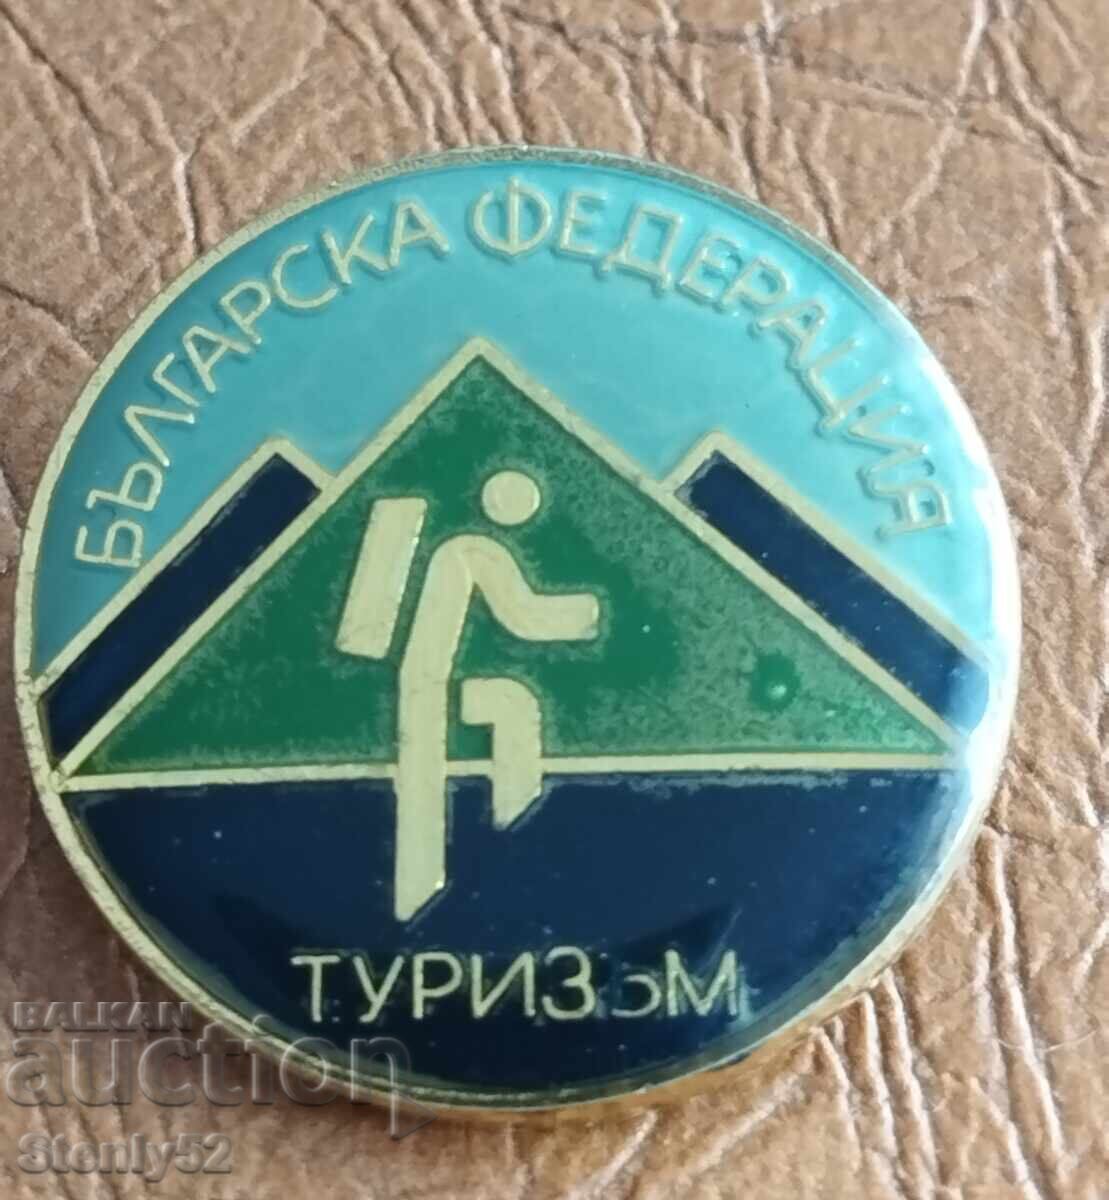 БЪЛГАРСКА ФЕДЕРАЦИЯ
ТУРИЗЪМ
BALKAN
auction
Stenly52